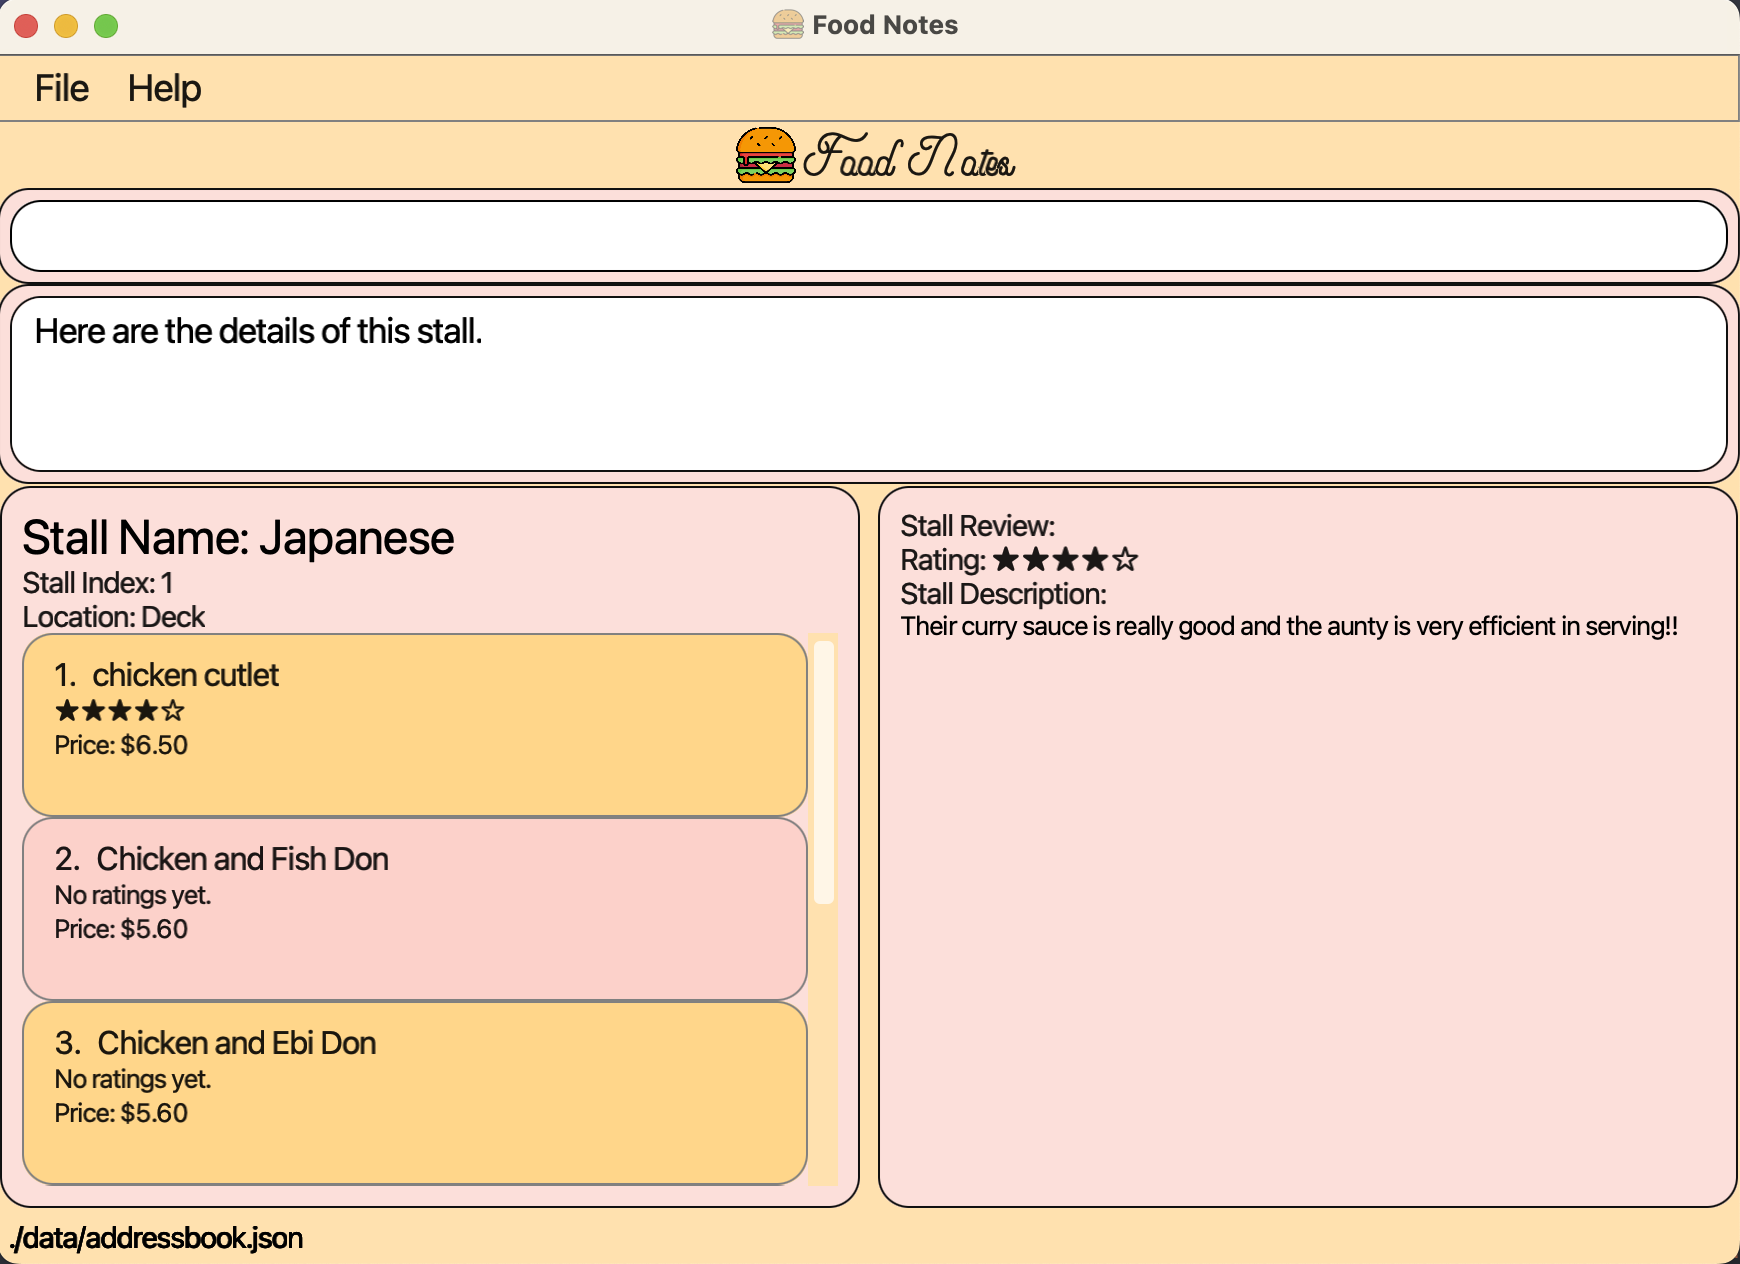 Food Notes
File Help
Food Notes
Here are the details of this stall.
Stall Name: Japanese
Stall Index: 1
Location: Deck
1. chicken cutlet
★★★★☆
Price: $6.50
2. Chicken and Fish Don
No ratings yet.
Price: $5.60
3. Chicken and Ebi Don
No ratings yet.
Price: $5.60
Stall Review:
Rating: ★★★★☆
Stall Description:
Their curry sauce is really good and the aunty is very efficient in serving!!
./data/addressbook.json